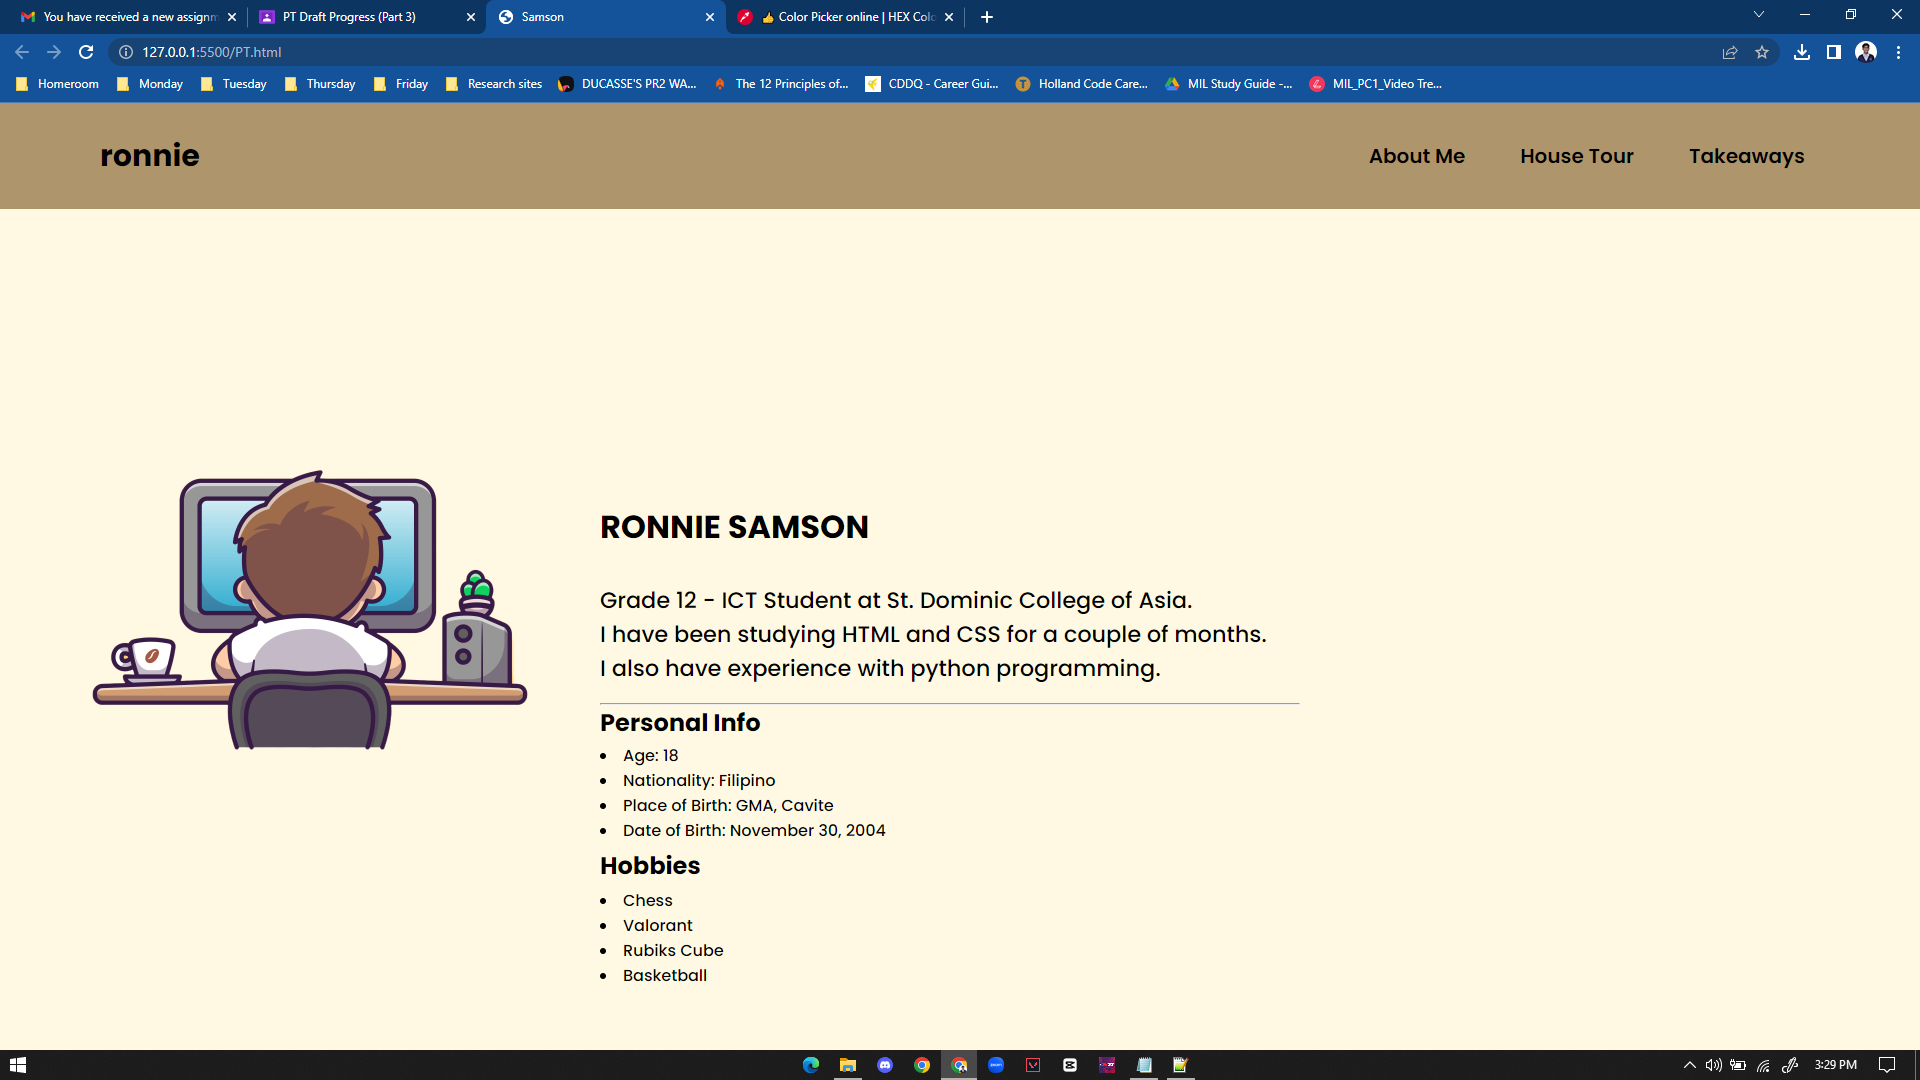 You have received a new assignm
PT Draft Progress (Part 3)
Samson
Color Picker online | HEX Colo
127.0.0.1:5500/PT.html
Homeroom
Monday
Tuesday
Thursday
Friday
Research sites
DUCASSE'S PR2 WA...
The 12 Principles of...
CDDQ - Career Gui...
Holland Code Care...
MIL Study Guide -...
MIL_PC1_Video Tre...
ronnie
About Me
House Tour
Takeaways
RONNIE SAMSON
Grade 12 - ICT Student at St. Dominic College of Asia.
I have been studying HTML and CSS for a couple of months.
I also have experience with python programming.
Personal Info
Age: 18
Nationality: Filipino
Place of Birth: GMA, Cavite
Date of Birth: November 30, 2004
Hobbies
Chess
Valorant
Rubiks Cube
Basketball
3:29 PM